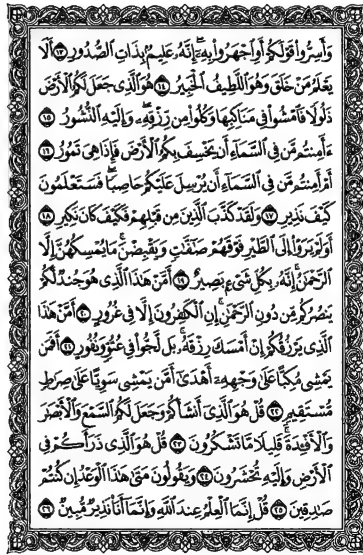 وَأَسِرُّوا۟ قَوْلَكُمْ أَوِ ٱجْهَرُوا۟ بِهِۦٓ ۖ إِنَّهُۥ عَلِيمٌۢ بِذَاتِ ٱلصُّدُورِ ١٣ أَلَا
يَعْلَمُ مَنْ خَلَقَ وَهُوَ ٱللَّطِيفُ ٱلْخَبِيرُ ١٤ هُوَ ٱلَّذِى جَعَلَ لَكُمُ ٱلْأَرْضَ
ذَلُولًا فَٱمْشُوا۟ فِى مَنَاكِبِهَا وَكُلُوا۟ مِن رِّزْقِهِۦ ۖ وَإِلَيْهِ ٱلنُّشُورُ ١٥
ءَأَمِنتُم مَّن فِى ٱلسَّمَآءِ أَن يَخْسِفَ بِكُمُ ٱلْأَرْضَ فَإِذَا هِىَ تَمُورُ ١٦
أَمْ أَمِنتُم مَّن فِى ٱلسَّمَآءِ أَن يُرْسِلَ عَلَيْكُمْ حَاصِبًا ۖ فَسَتَعْلَمُونَ
كَيْفَ نَذِيرِ ١٧ وَلَقَدْ كَذَّبَ ٱلَّذِينَ مِن قَبْلِهِمْ فَكَيْفَ كَانَ نَكِيرِ ١٨
أَوَلَمْ يَرَوْا۟ إِلَى ٱلطَّيْرِ فَوْقَهُمْ صَٰٓفَّٰتٍ وَيَقْبِضْنَ ۚ مَا يُمْسِكُهُنَّ إِلَّا
ٱلرَّحْمَٰنُ ۚ إِنَّهُۥ بِكُلِّ شَىْءٍۭ بَصِيرٌ ١٩ أَمَّنْ هَٰذَا ٱلَّذِى هُوَ جُندٌ لَّكُمْ
يَنصُرُكُم مِّن دُونِ ٱلرَّحْمَٰنِ ۚ إِنِ ٱلْكَٰفِرُونَ إِلَّا فِى غُرُورٍ ٢٠ أَمَّنْ هَٰذَا
ٱلَّذِى يَرْزُقُكُمْ إِنْ أَمْسَكَ رِزْقَهُۥ ۚ بَل لَّجُّوا۟ فِى عُتُوٍّ وَنُفُورٍ ٢١ أَفَمَن
يَمْشِى مُكِبًّا عَلَىٰ وَجْهِهِۦٓ أَهْدَىٰٓ أَمَّن يَمْشِى سَوِيًّا عَلَىٰ صِرَٰطٍ
مُّسْتَقِيمٍ ٢٢ قُلْ هُوَ ٱلَّذِىٓ أَنشَأَكُمْ وَجَعَلَ لَكُمُ ٱلسَّمْعَ وَٱلْأَبْصَٰرَ
وَٱلْأَفْـِٔدَةَ ۖ قَلِيلًا مَّا تَشْكُرُونَ ٢٣ قُلْ هُوَ ٱلَّذِى ذَرَأَكُمْ فِى
ٱلْأَرْضِ وَإِلَيْهِ تُحْشَرُونَ ٢٤ وَيَقُولُونَ مَتَىٰ هَٰذَا ٱلْوَعْدُ إِن كُنتُمْ
صَٰدِقِينَ ٢٥ قُلْ إِنَّمَا ٱلْعِلْمُ عِندَ ٱللَّهِ وَإِنَّمَآ أَنَا۠ نَذِيرٌ مُّبِينٌ ٢٦